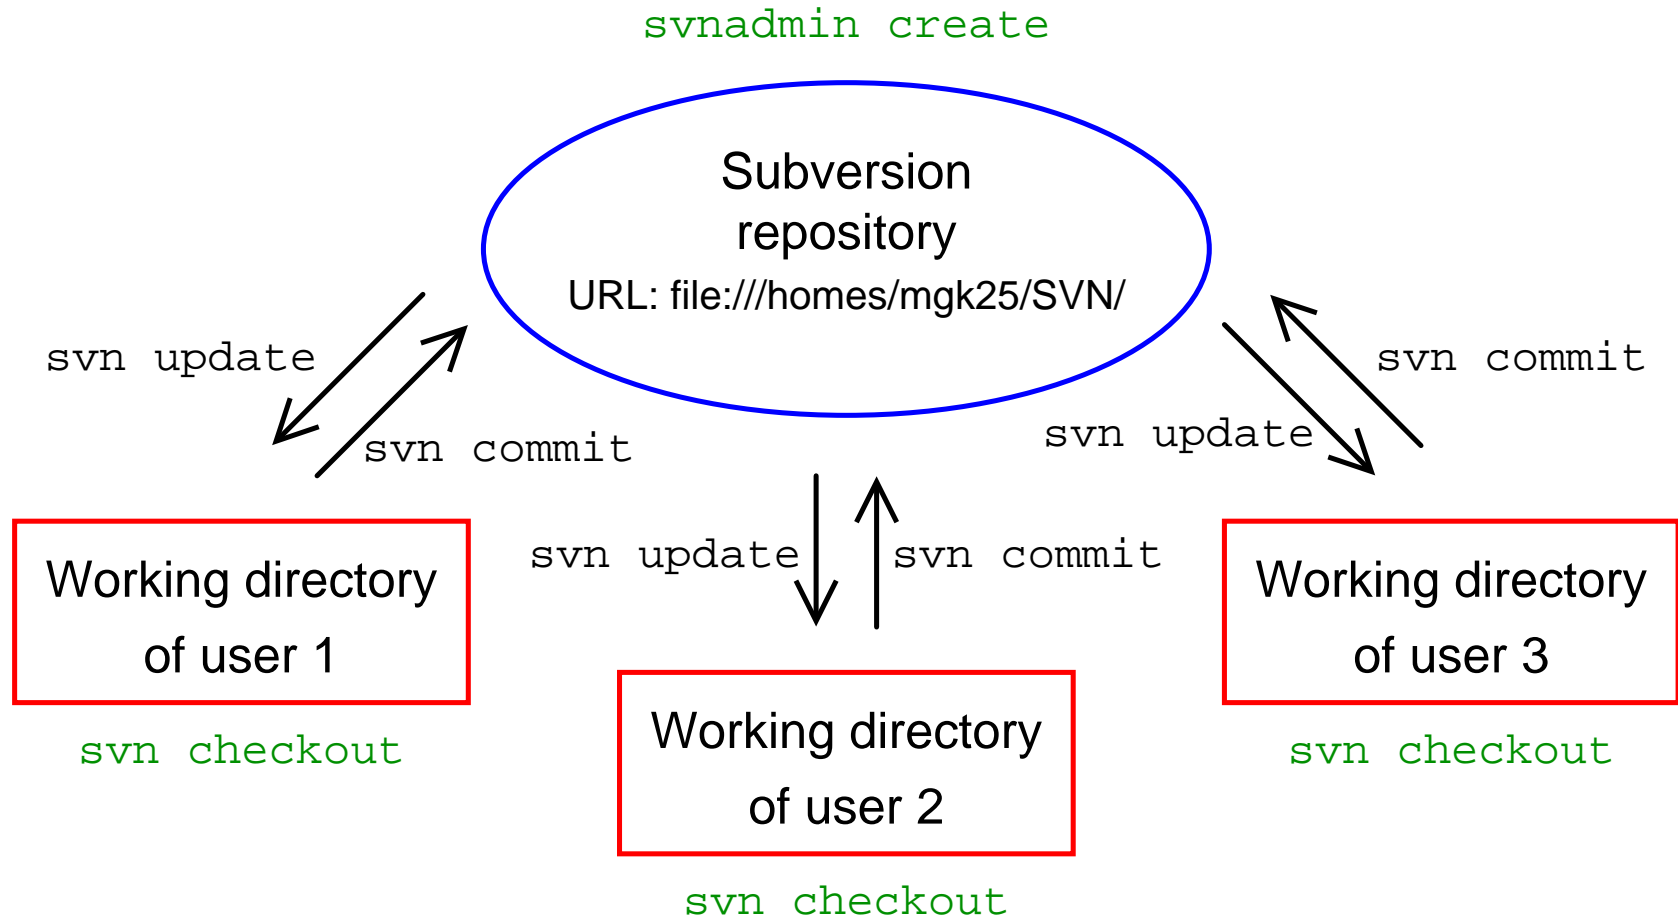 svnadmin create
Subversion
repository
URL: file:///homes/mgk25/SVN/
svn update
svn commit
svn update
svn commit
svn update
svn commit
Working directory
of user 1
svn checkout
Working directory
of user 2
svn checkout
Working directory
of user 3
svn checkout